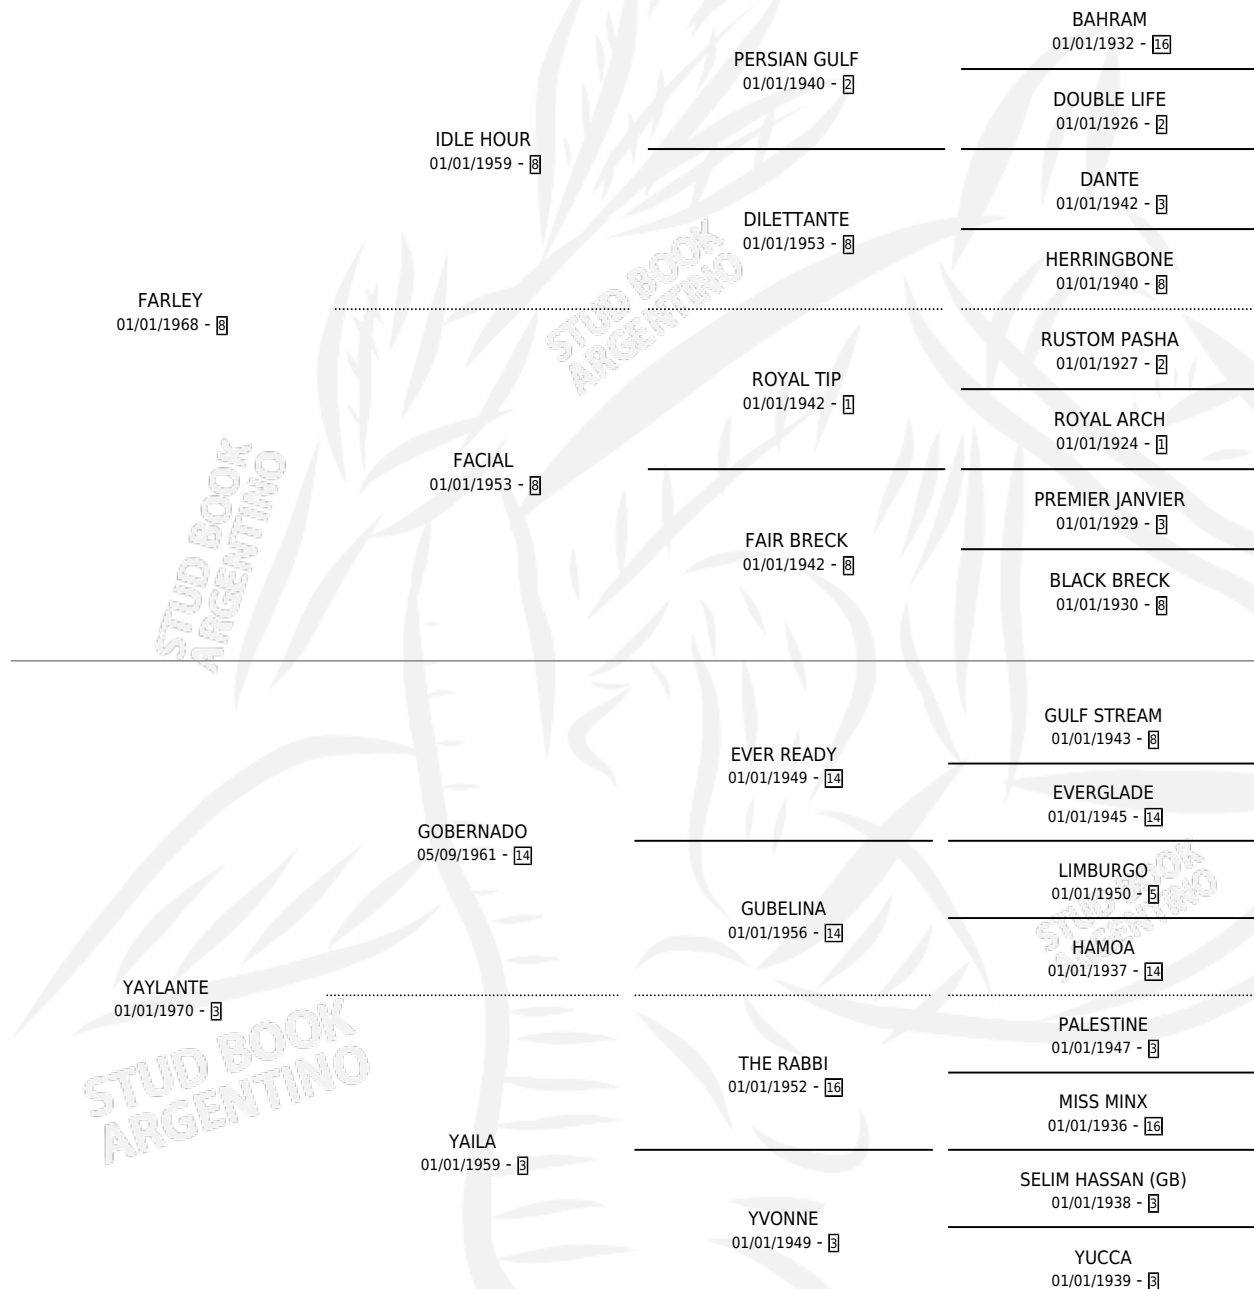 BAHRAM
01/01/1932 - 16
PERSIAN GULF
01/01/1940 - 2
DOUBLE LIFE
01/01/1926 - 2
IDLE HOUR
01/01/1959 - 8
DANTE
01/01/1942 - 3
DILETTANTE
01/01/1953 - 8
HERRINGBONE
01/01/1940 - 8
FARLEY
01/01/1968 - 8
RUSTOM PASHA
01/01/1927 - 2
ROYAL TIP
01/01/1942 - 1
ROYAL ARCH
01/01/1924 - 1
FACIAL
01/01/1953 - 8
PREMIER JANVIER
01/01/1929 - 3
FAIR BRECK
01/01/1942 - 8
BLACK BRECK
01/01/1930 - 8
GULF STREAM
01/01/1943 - 8
EVER READY
01/01/1949 - 14
EVERGLADE
01/01/1945 - 14
GOBERNADO
05/09/1961 - 14
LIMBURGO
01/01/1950 - 5
GUBELINA
01/01/1956 - 14
HAMOA
01/01/1937 - 14
YAYLANTE
01/01/1970 - 3
PALESTINE
01/01/1947 - 3
THE RABBI
01/01/1952 - 16
MISS MINX
01/01/1936 - 16
YAILA
01/01/1959 - 3
SELIM HASSAN (GB)
01/01/1938 - 3
YVONNE
01/01/1949 - 3
YUCCA
01/01/1939 - 3
STUD BOOK
ARGENTINO
STUD BOOK
ARGENTINO
STUD BOOK
ARGENTINO
STUD BOOK
ARGENTINO